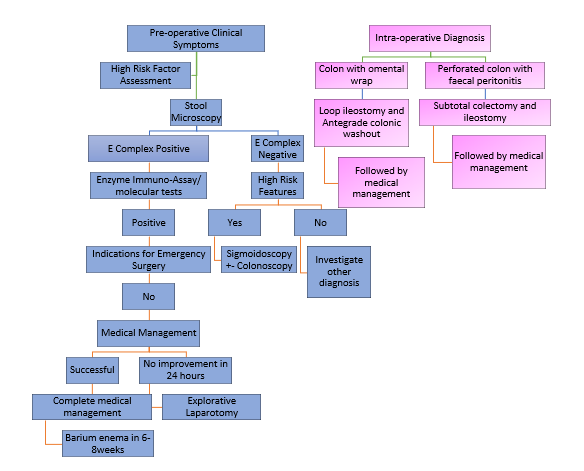 Pre-operative Clinical
Symptoms
High Risk Factor
Assessment
Stool
Microscopy
E Complex Positive
E Complex
Negative
Enzyme Immuno-Assay/
molecular tests
High Risk
Features
Positive
Yes
No
Indications for Emergency
Surgery
Sigmoidoscopy
+- Colonoscopy
Investigate
other
diagnosis
No
Medical Management
Successful
No improvement in
24 hours
Complete medical
management
Explorative
Laparotomy
Barium enema in 6-
8weeks
Intra-operative Diagnosis
Colon with omental
wrap
Perforated colon with
faecal peritonitis
Loop ileostomy and
Antegrade colonic
washout
Subtotal colectomy and
ileostomy
Followed by
medical
management
Followed by medical
management